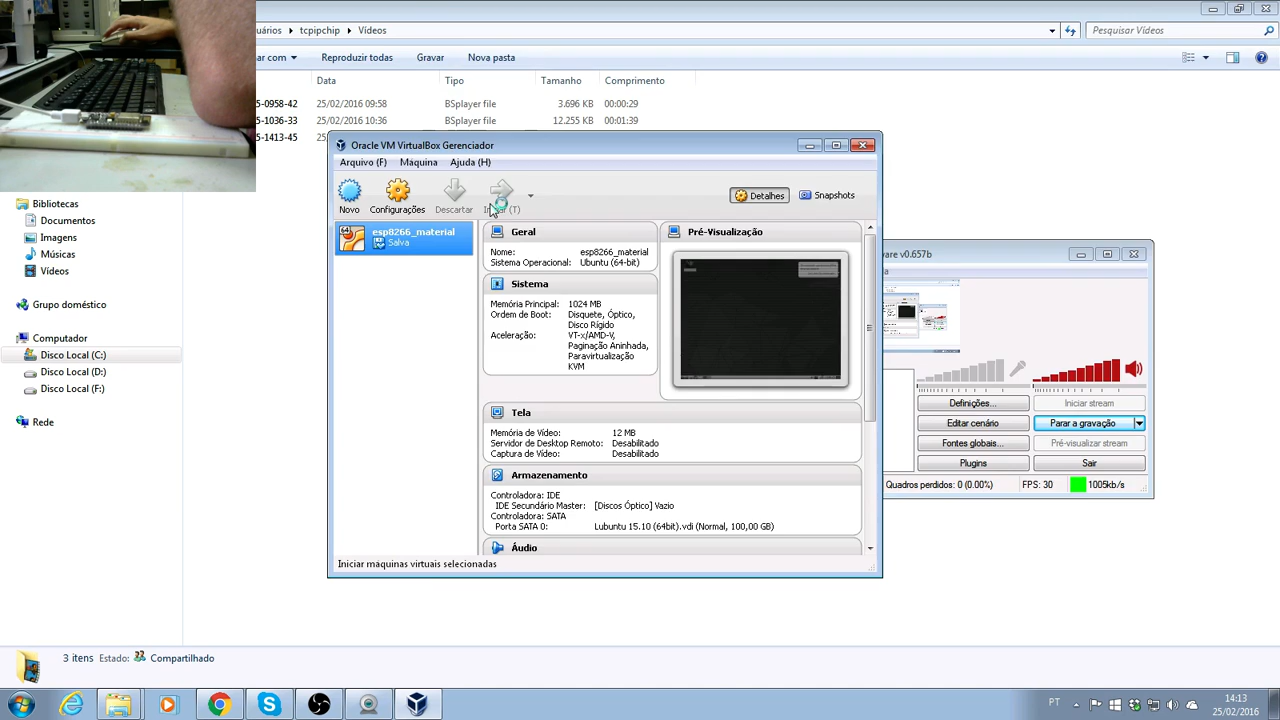 uários ▸ tcpipchip ▸ Vídeos
Pesquisar Vídeos
ar com Reproduzir todas Gravar Nova pasta
Data Tipo Tamanho Comprimento
5-0958-42 25/02/2016 09:58 BSplayer file 3.696 KB 00:00:29
5-1036-33 25/02/2016 10:36 BSplayer file 12.255 KB 00:01:39
5-1413-45
Oracle VM VirtualBox Gerenciador
Arquivo (F) Máquina Ajuda (H)
Novo Configurações Descartar Detalhes Snapshots
esp8266_material
Salva
Geral
Nome: esp8266_material
Sistema Operacional: Ubuntu (64-bit)
Sistema
Memória Principal: 1024 MB
Ordem de Boot: Disquete, Óptico,
Disco Rígido
Aceleração: VT-x/AMD-V,
Paginação Aninhada,
Paravirtualização
KVM
Pré-Visualização
Tela
Memória de Vídeo: 12 MB
Servidor de Desktop Remoto: Desabilitado
Captura de Vídeo: Desabilitado
Armazenamento
Controladora: IDE
IDE Secundário Master: [Discos Óptico] Vazio
Controladora: SATA
Porta SATA 0: Lubuntu 15.10 (64bit).vdi (Normal, 100,00 GB)
Áudio
Iniciar máquinas virtuais selecionadas
Bibliotecas
Documentos
Imagens
Músicas
Vídeos
Grupo doméstico
Computador
Disco Local (C:)
Disco Local (D:)
Disco Local (F:)
Rede
ware v0.657b
Definições... Iniciar stream
Editar cenário Parar a gravação
Fontes globais... Pré-visualizar stream
Plugins Sair
Quadros perdidos: 0 (0.00%) FPS: 30 1005kb/s
3 itens Estado: Compartilhado
PT
14:13
25/02/2016